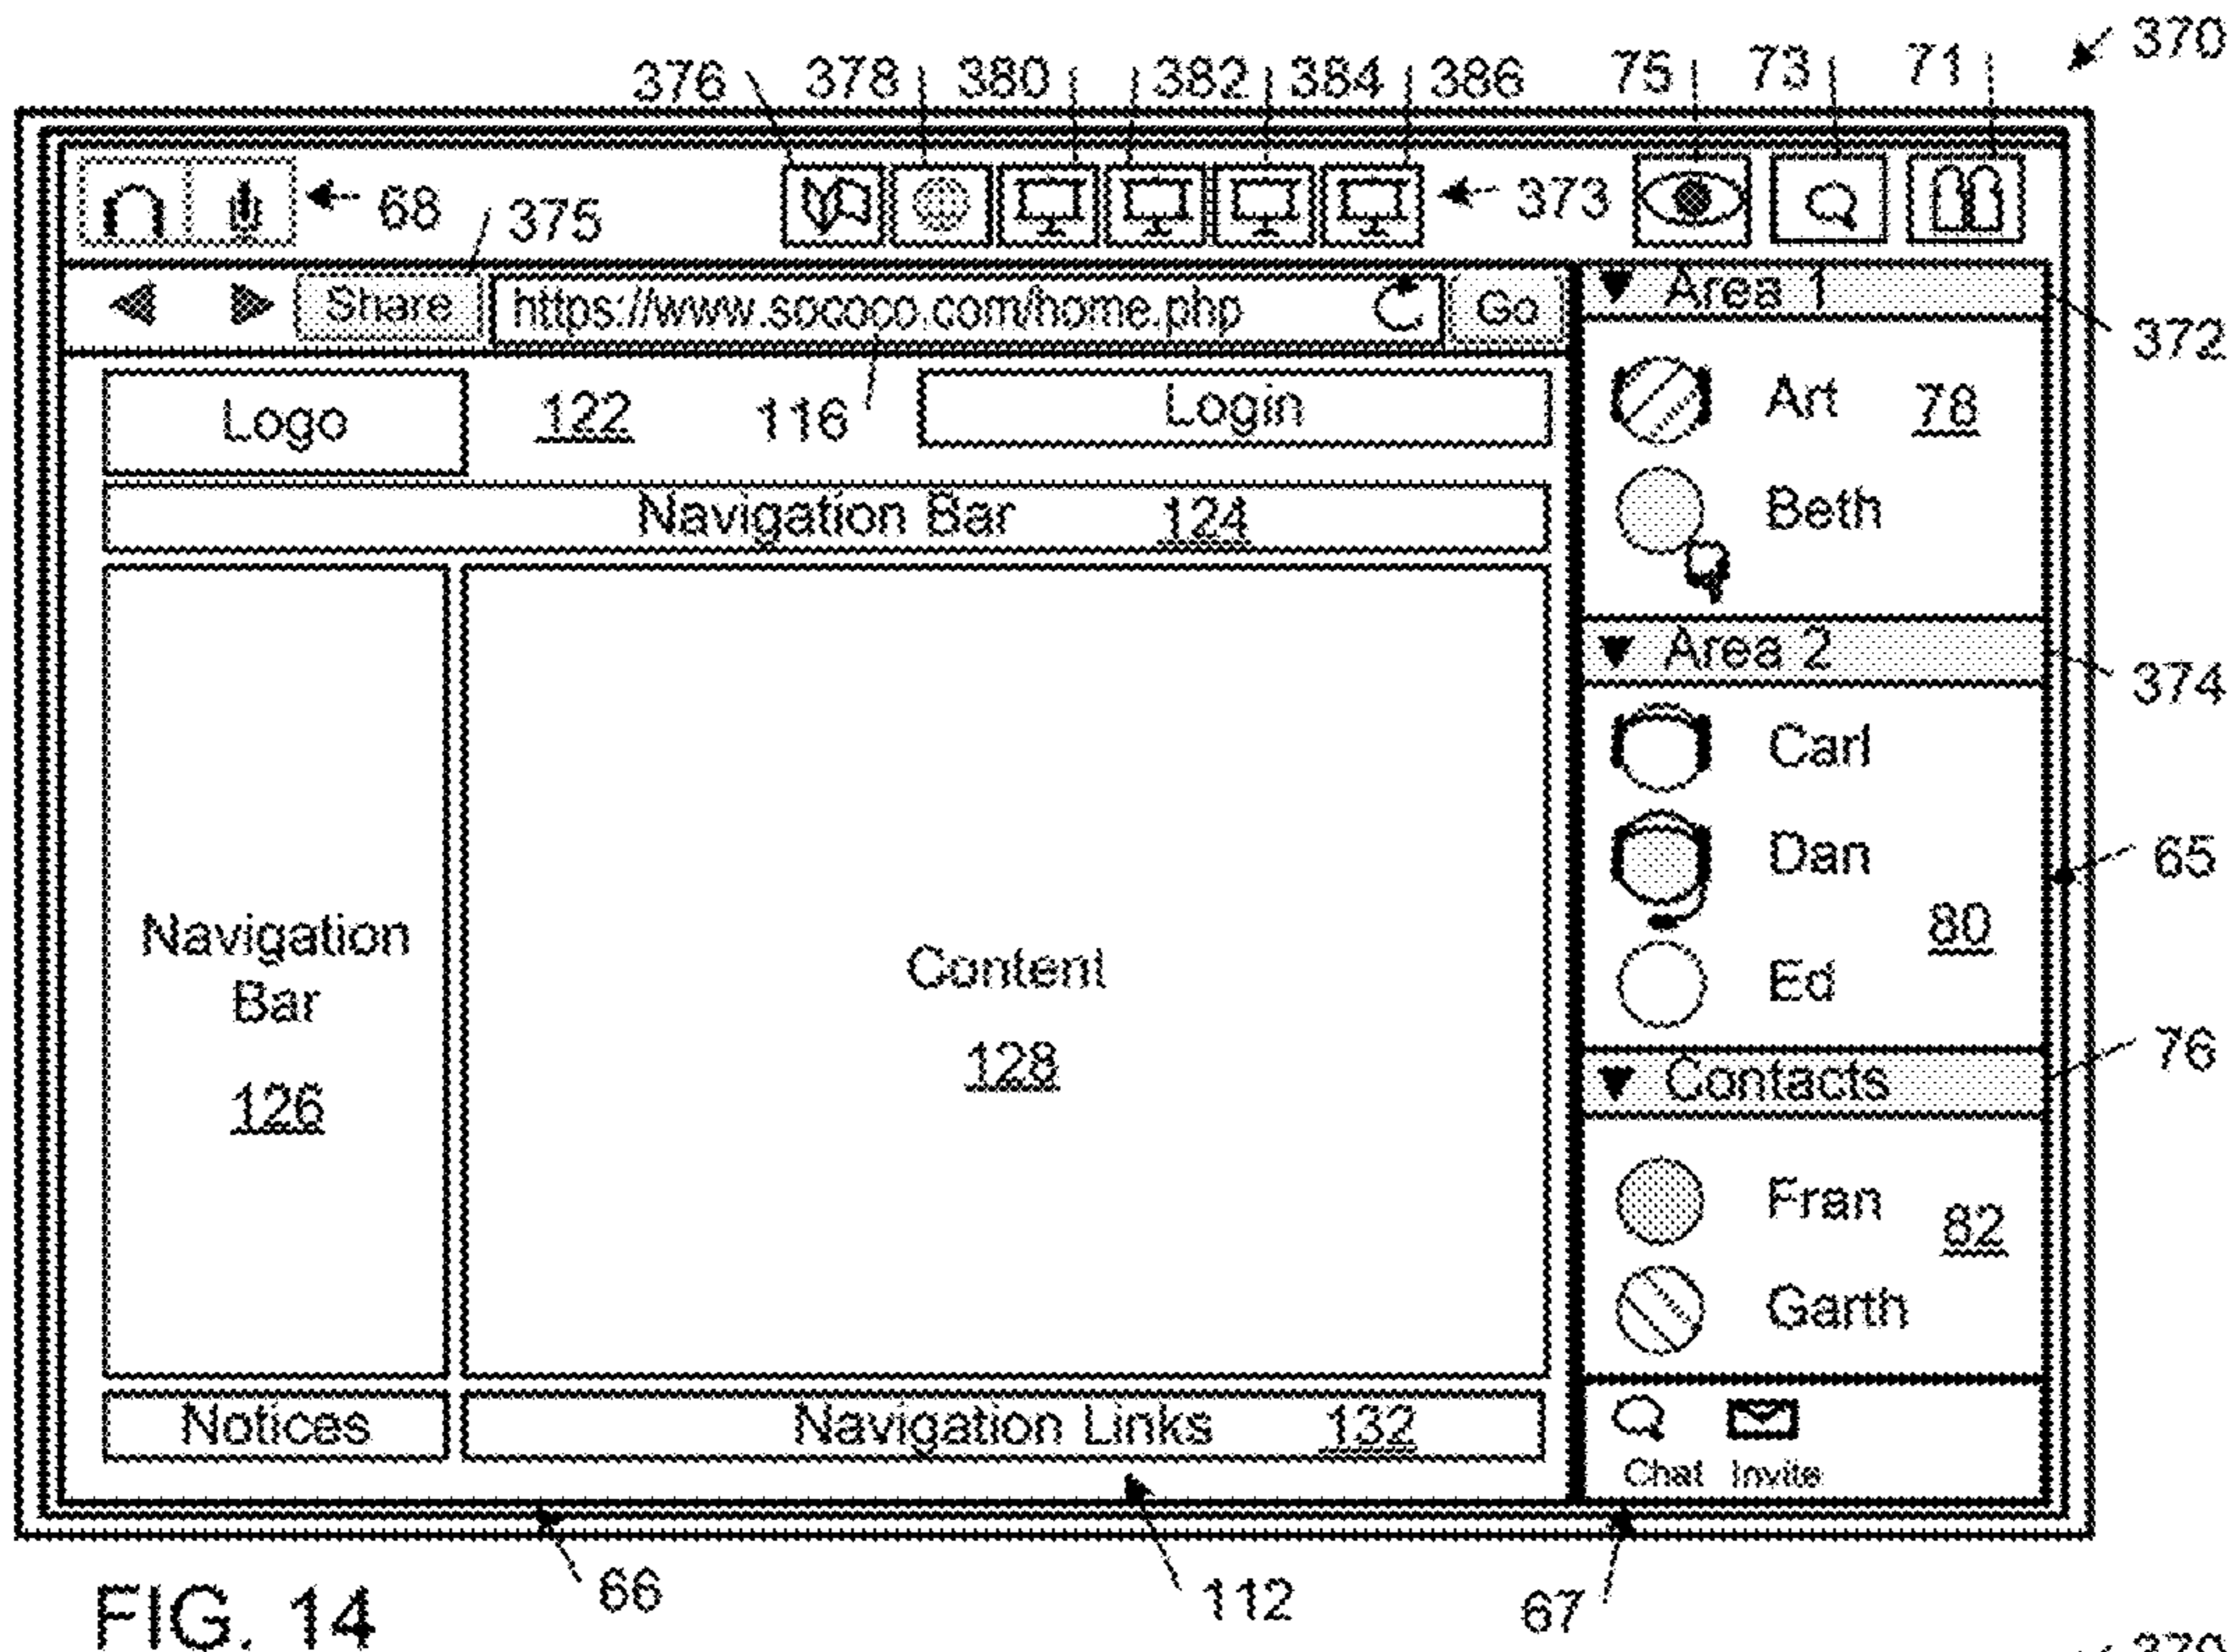 370
376 378 380 382 384 386 75 73 71
68 375 373
Share https://www.sococo.com/home.php Go
Area 1
372
Logo 122 116 Login
Art 78
Navigation Bar 124
Beth
Area 2
374
Carl
Dan
65
80
Ed
Navigation
Bar
126
Content
128
76
Contacts
Fran 82
Garth
Notices
Navigation Links 132
Chat Invite
66 112 67
FIG. 14